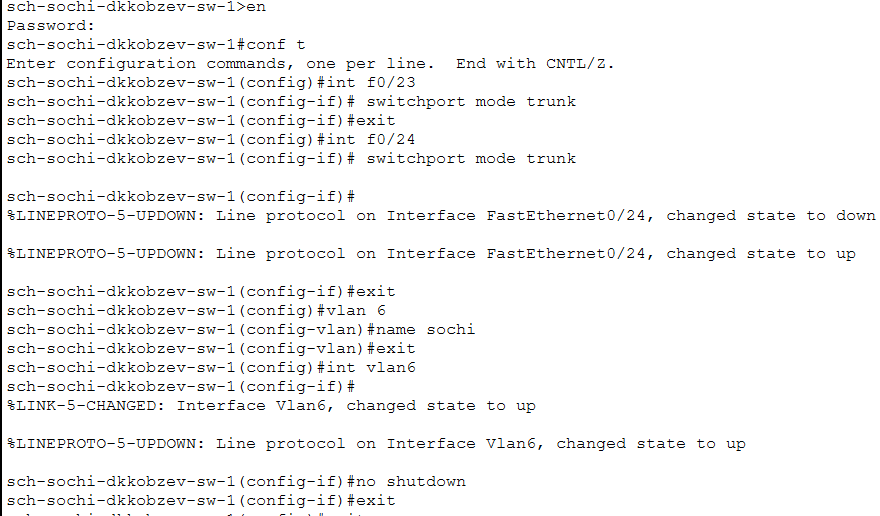 sch-sochi-dkkobzev-sw-1>en
Password:
sch-sochi-dkkobzev-sw-1#conf t
Enter configuration commands, one per line.  End with CNTL/Z.
sch-sochi-dkkobzev-sw-1(config)#int f0/23
sch-sochi-dkkobzev-sw-1(config-if)# switchport mode trunk
sch-sochi-dkkobzev-sw-1(config-if)#exit
sch-sochi-dkkobzev-sw-1(config)#int f0/24
sch-sochi-dkkobzev-sw-1(config-if)# switchport mode trunk
sch-sochi-dkkobzev-sw-1(config-if)#
%LINEPROTO-5-UPDOWN: Line protocol on Interface FastEthernet0/24, changed state to down
%LINEPROTO-5-UPDOWN: Line protocol on Interface FastEthernet0/24, changed state to up
sch-sochi-dkkobzev-sw-1(config-if)#exit
sch-sochi-dkkobzev-sw-1(config)#vlan 6
sch-sochi-dkkobzev-sw-1(config-vlan)#name sochi
sch-sochi-dkkobzev-sw-1(config-vlan)#exit
sch-sochi-dkkobzev-sw-1(config)#int vlan6
sch-sochi-dkkobzev-sw-1(config-if)#
%LINK-5-CHANGED: Interface Vlan6, changed state to up
%LINEPROTO-5-UPDOWN: Line protocol on Interface Vlan6, changed state to up
sch-sochi-dkkobzev-sw-1(config-if)#no shutdown
sch-sochi-dkkobzev-sw-1(config-if)#exit